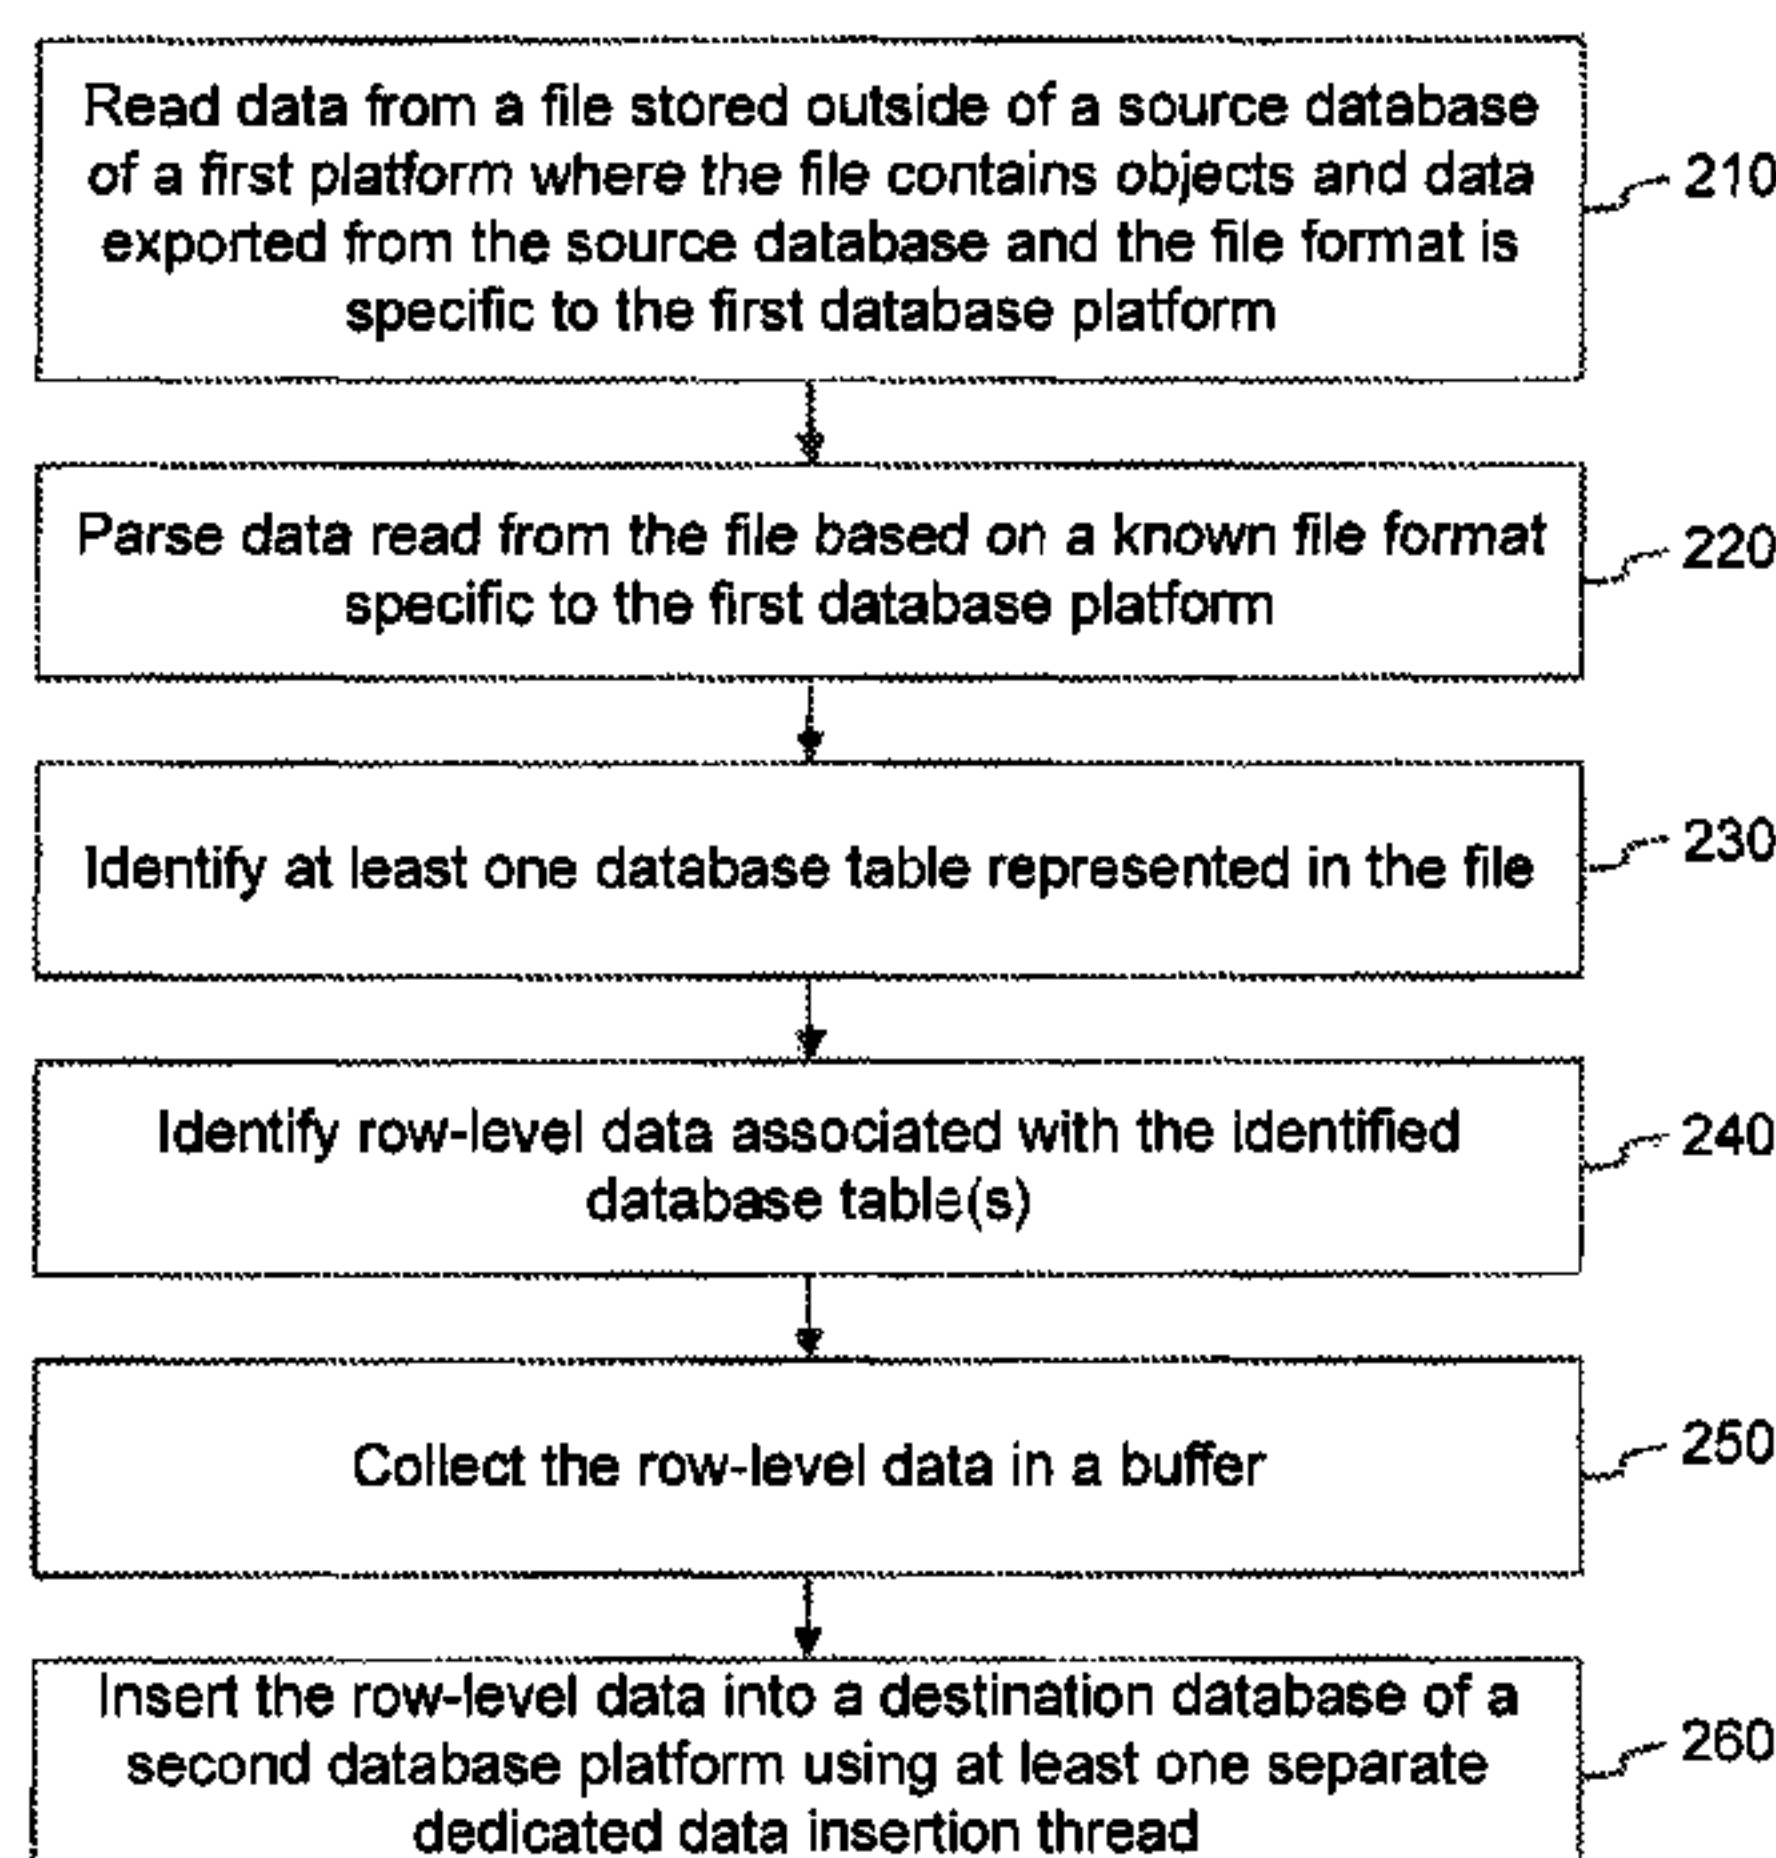 Read data from a file stored outside of a source database
of a first platform where the file contains objects and data
exported from the source database and the file format is
specific to the first database platform
210
Parse data read from the file based on a known file format
specific to the first database platform
220
Identify at least one database table represented in the file
230
Identify row-level data associated with the identified
database table(s)
240
Collect the row-level data in a buffer
250
Insert the row-level data into a destination database of a
second database platform using at least one separate
dedicated data insertion thread
260